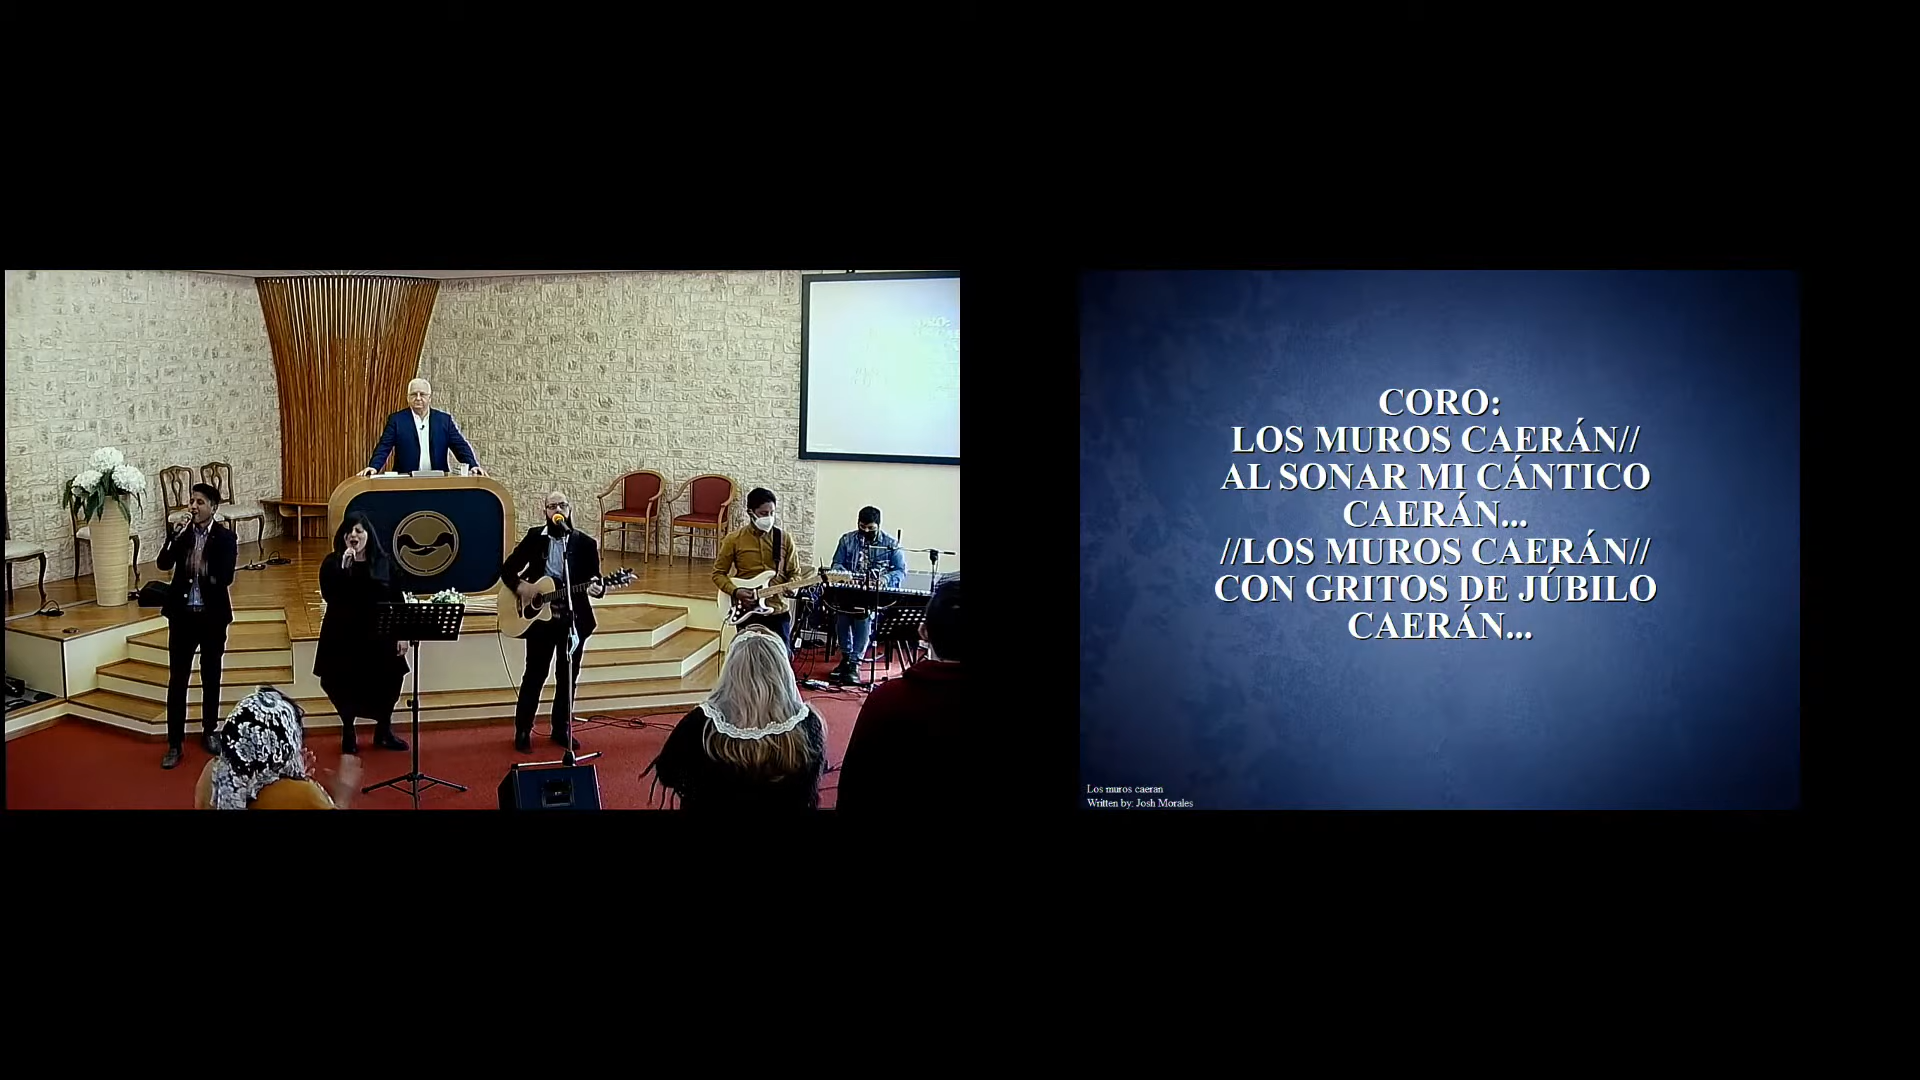 CORO:
LOS MUROS CAERÁN//
AL SONAR MI CÁNTICO
CAERÁN...
//LOS MUROS CAERÁN//
CON GRITOS DE JÚBILO
CAERÁN...
Los muros caeran
Written by: Josh Morales